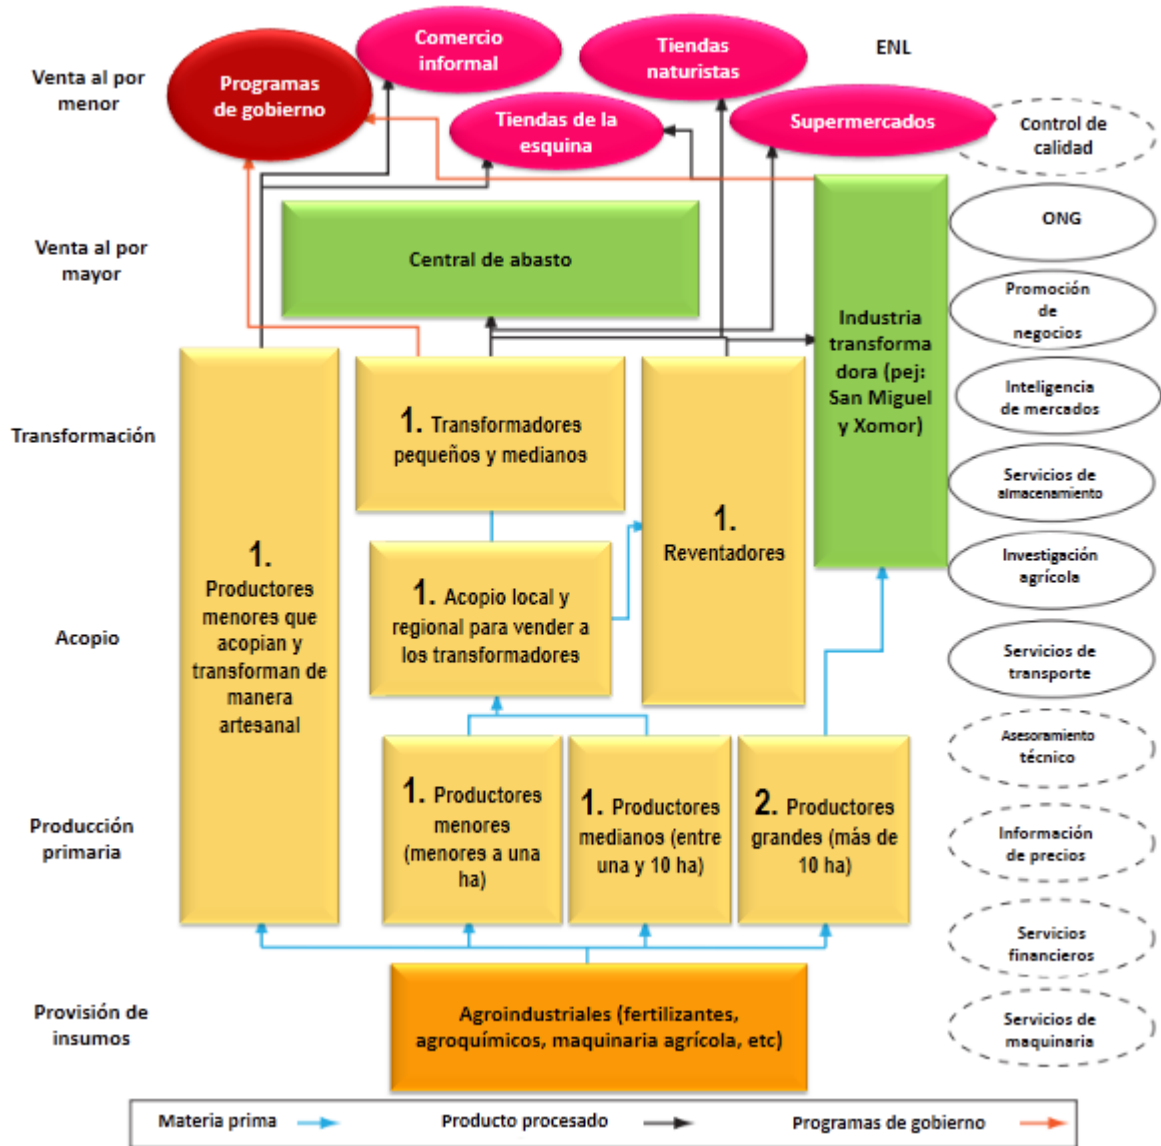 Venta al por
menor
Programas
de gobierno
Comercio
informal
Tiendas
naturistas
ENL
Tiendas de la
esquina
Supermercados
Control de
calidad
Venta al por
mayor
Central de abasto
ONG
Promoción
de
negocios
Industria
transforma
dora (pej:
San Miguel
y Xomor)
Inteligencia
de mercados
Transformación
1. Transformadores
pequeños y medianos
Servicios de
almacenamiento
1.
Reventadores
1.
Productores
menores que
acopian y
transforman de
manera
artesanal
Investigación
agrícola
Acopio
1. Acopio local y
regional para vender a
los transformadores
Servicios de
transporte
Asesoramiento
técnico
Producción
primaria
1. Productores
menores
(menores a una
ha)
1. Productores
medianos (entre
una y 10 ha)
2. Productores
grandes (más de
10 ha)
Información
de precios
Servicios
financieros
Provisión de
insumos
Agroindustriales (fertilizantes,
agroquímicos, maquinaria agrícola, etc)
Servicios de
maquinaria
Materia prima
Producto procesado
Programas de gobierno